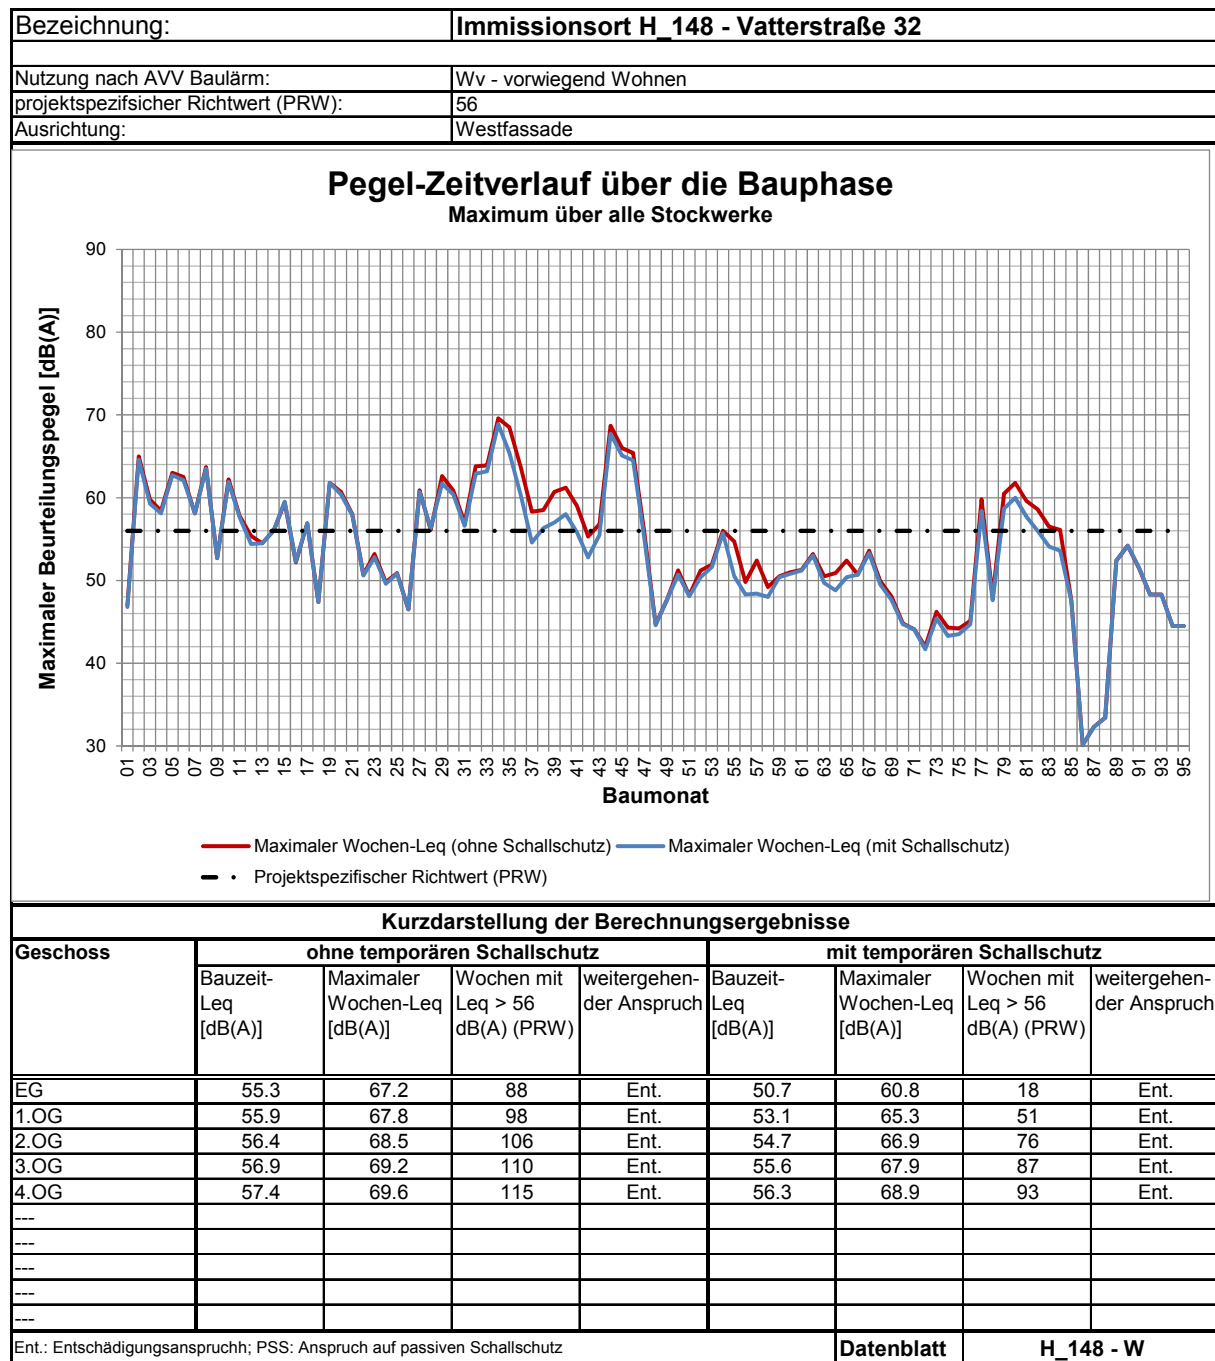 Bezeichnung: Immissionsort H_148 - Vatterstraße 32
Nutzung nach AVV Baulärm: Wv - vorwiegend Wohnen
projektspezifsicher Richtwert (PRW): 56
Ausrichtung: Westfassade
Pegel-Zeitverlauf über die Bauphase
Maximum über alle Stockwerke
Maximaler Beurteilungspegel [dB(A)]
90
80
70
60
50
40
30
01 03 05 07 09 11 13 15 17 19 21 23 25 27 29 31 33 35 37 39 41 43 45 47 49 51 53 55 57 59 61 63 65 67 69 71 73 75 77 79 81 83 85 87 89 91 93 95
Baumonat
Maximaler Wochen-Leq (ohne Schallschutz) Maximaler Wochen-Leq (mit Schallschutz)
Projektspezifischer Richtwert (PRW)
Kurzdarstellung der Berechnungsergebnisse
Geschoss ohne temporären Schallschutz mit temporären Schallschutz
Bauzeit- Maximaler Wochen mit weitergehen- Bauzeit- Maximaler Wochen mit weitergehen-
Leq Wochen-Leq Leq > 56 der Anspruch Leq Wochen-Leq Leq > 56 der Anspruch
[dB(A)] [dB(A)] dB(A) (PRW) [dB(A)] [dB(A)] dB(A) (PRW)
EG 55.3 67.2 88 Ent. 50.7 60.8 18 Ent.
1.OG 55.9 67.8 98 Ent. 53.1 65.3 51 Ent.
2.OG 56.4 68.5 106 Ent. 54.7 66.9 76 Ent.
3.OG 56.9 69.2 110 Ent. 55.6 67.9 87 Ent.
4.OG 57.4 69.6 115 Ent. 56.3 68.9 93 Ent.
---
---
---
---
---
Ent.: Entschädigungsanspruchh; PSS: Anspruch auf passiven Schallschutz Datenblatt H_148 - W